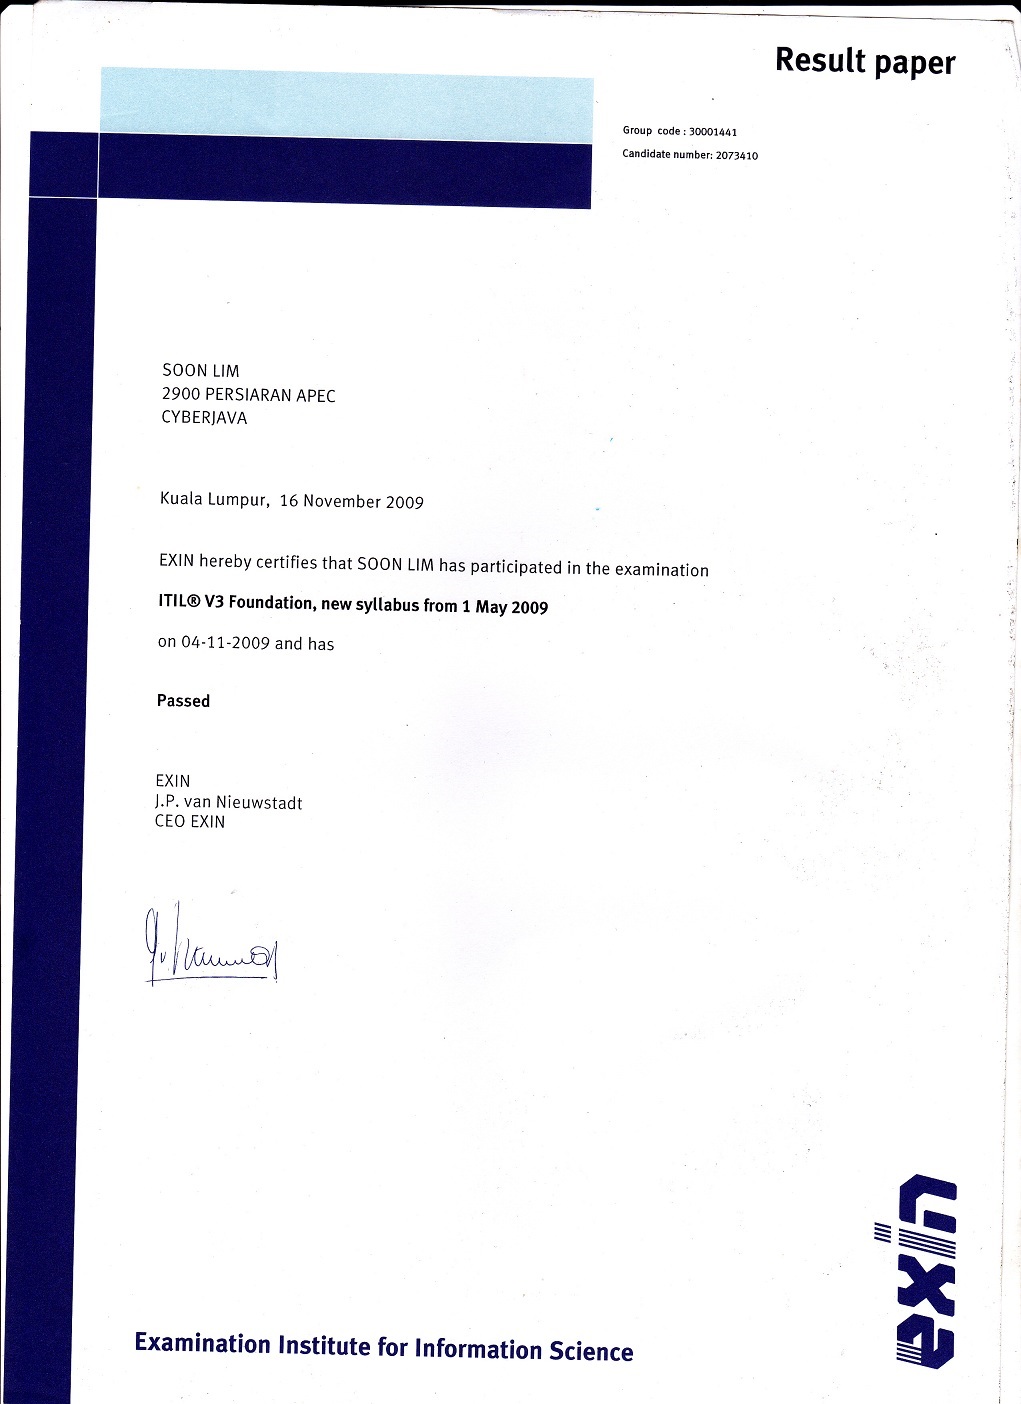 Result paper
Group code : 30001441
Candidate number: 2073410
SOON LIM
2900 PERSIARAN APEC
CYBERJAVA
Kuala Lumpur, 16 November 2009
EXIN hereby certifies that SOON LIM has participated in the examination
ITIL® V3 Foundation, new syllabus from 1 May 2009
on 04-11-2009 and has
Passed
EXIN
J.P. van Nieuwstadt
CEO EXIN
exin
Examination Institute for Information Science